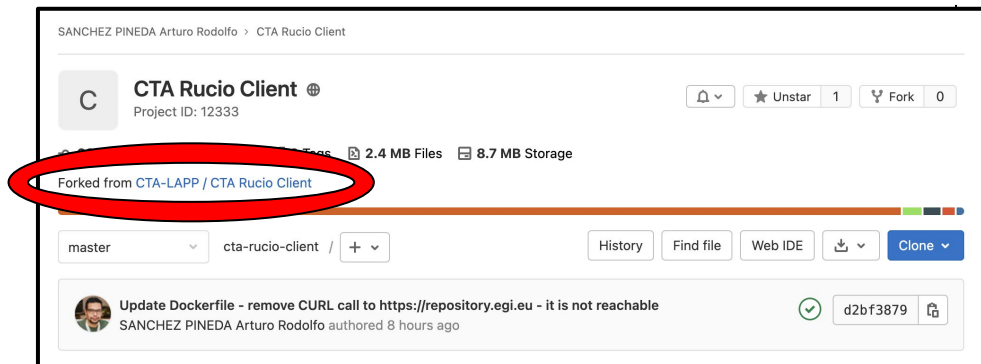 SANCHEZ PINEDA Arturo Rodolfo > CTA Rucio Client
C
CTA Rucio Client
Project ID: 12333
Unstar 1 Fork 0
Tags 2.4 MB Files 8.7 MB Storage
Forked from CTA-LAPP / CTA Rucio Client
master cta-rucio-client / + History Find file Web IDE Clone
Update Dockerfile - remove CURL call to https://repository.egi.eu - it is not reachable
SANCHEZ PINEDA Arturo Rodolfo authored 8 hours ago
d2bf3879